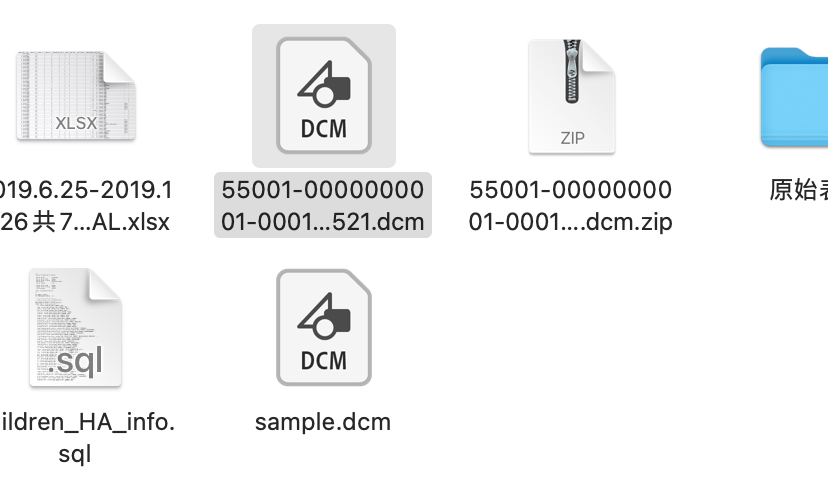 XLSX
DCM
ZIP
019.6.25-2019.1
26共7...AL.xlsx
55001-00000000
01-0001...521.dcm
55001-00000000
01-0001....dcm.zip
原始表
.sql
DCM
ildren_HA_info.
sql
sample.dcm